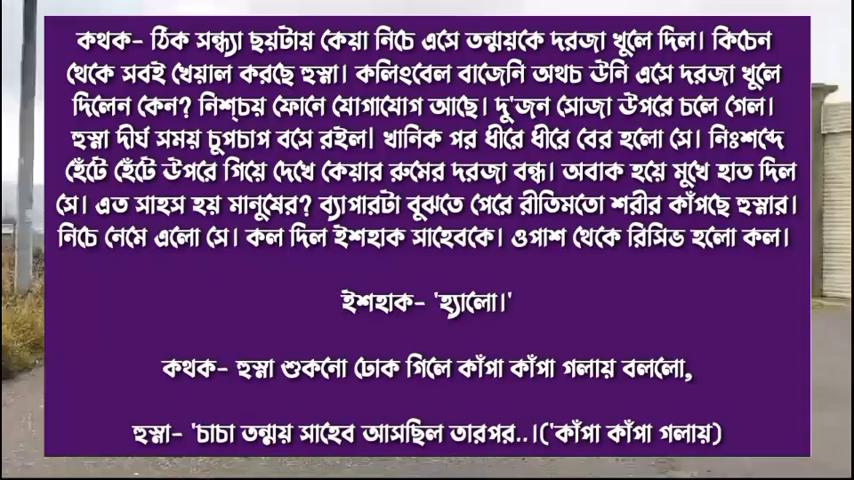 কথক- ঠিক সন্ধ্যা ছয়টায় কেয়া নিচে এসে তন্ময়কে দরজা খুলে দিল। কিচেন
থেকে সবই খেয়াল করছে হুস্না। কলিংবেল বাজেনি অথচ উনি এসে দরজা খুলে
দিলেন কেন? নিশ্চয় ফোনে যোগাযোগ আছে। দু'জন সোজা উপরে চলে গেল।
হুস্না দীর্ঘ সময় চুপচাপ বসে রইল। খানিক পর ধীরে ধীরে বের হলো সে। নিঃশব্দে
হেঁটে হেঁটে উপরে গিয়ে দেখে কেয়ার রুমের দরজা বন্ধ। অবাক হয়ে মুখে হাত দিল
সে। এত সাহস হয় মানুষের? ব্যাপারটা বুঝতে পেরে রীতিমতো শরীর কাঁপছে হুস্নার।
নিচে নেমে এলো সে। কল দিল ইশহাক সাহেবকে। ওপাশ থেকে রিসিভ হলো কল।
ইশহাক- 'হ্যালো।'
কথক- হুস্না শুকনো ঢোক গিলে কাঁপা কাঁপা গলায় বললো,
হুস্না- 'চাচা তন্ময় সাহেব আসছিল তারপর..।('কাঁপা কাঁপা গলায়)